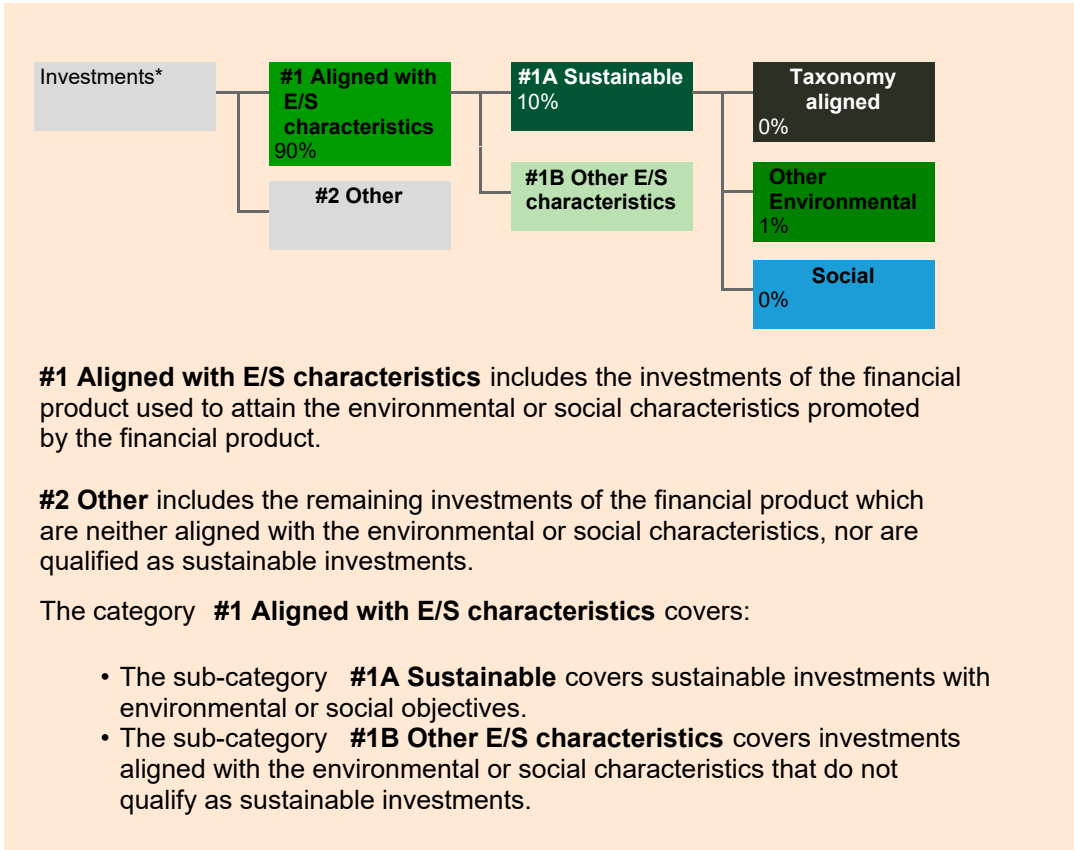 Investments*
#1 Aligned with
E/S
characteristics
90%
#2 Other
#1A Sustainable
10%
#1B Other E/S
characteristics
Taxonomy
aligned
0%
Other
Environmental
1%
Social
0%
#1 Aligned with E/S characteristics includes the investments of the financial
product used to attain the environmental or social characteristics promoted
by the financial product.
#2 Other includes the remaining investments of the financial product which
are neither aligned with the environmental or social characteristics, nor are
qualified as sustainable investments.
The category #1 Aligned with E/S characteristics covers:
• The sub-category #1A Sustainable covers sustainable investments with
environmental or social objectives.
• The sub-category #1B Other E/S characteristics covers investments
aligned with the environmental or social characteristics that do not
qualify as sustainable investments.